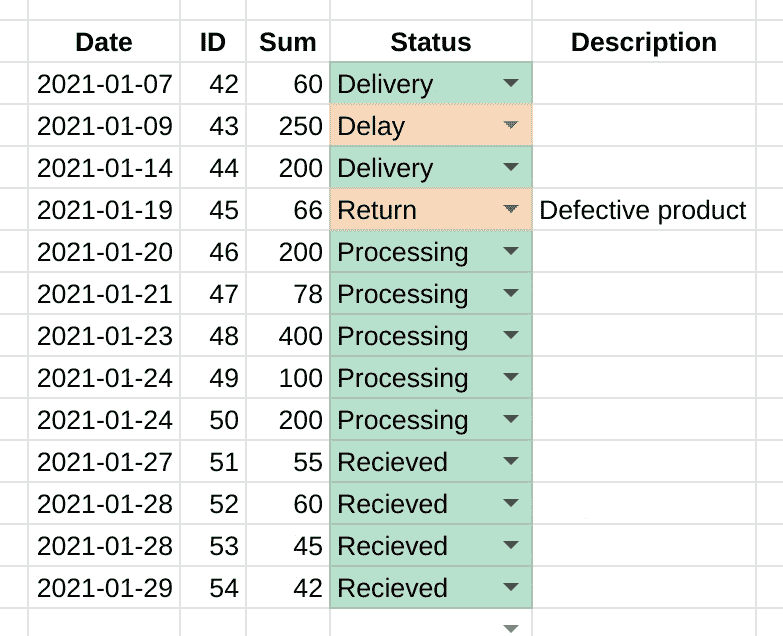 Date ID Sum Status Description
2021-01-07 42 60 Delivery
2021-01-09 43 250 Delay
2021-01-14 44 200 Delivery
2021-01-19 45 66 Return Defective product
2021-01-20 46 200 Processing
2021-01-21 47 78 Processing
2021-01-23 48 400 Processing
2021-01-24 49 100 Processing
2021-01-24 50 200 Processing
2021-01-27 51 55 Recieved
2021-01-28 52 60 Recieved
2021-01-28 53 45 Recieved
2021-01-29 54 42 Recieved